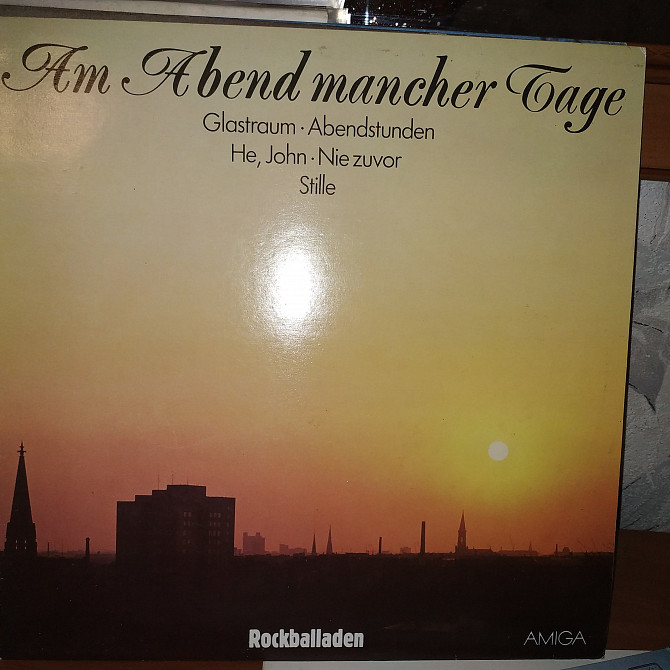 Am Abend mancher Tage
Glastraum · Abendstunden
He, John · Nie zuvor
Stille
Rockballaden
AMIGA